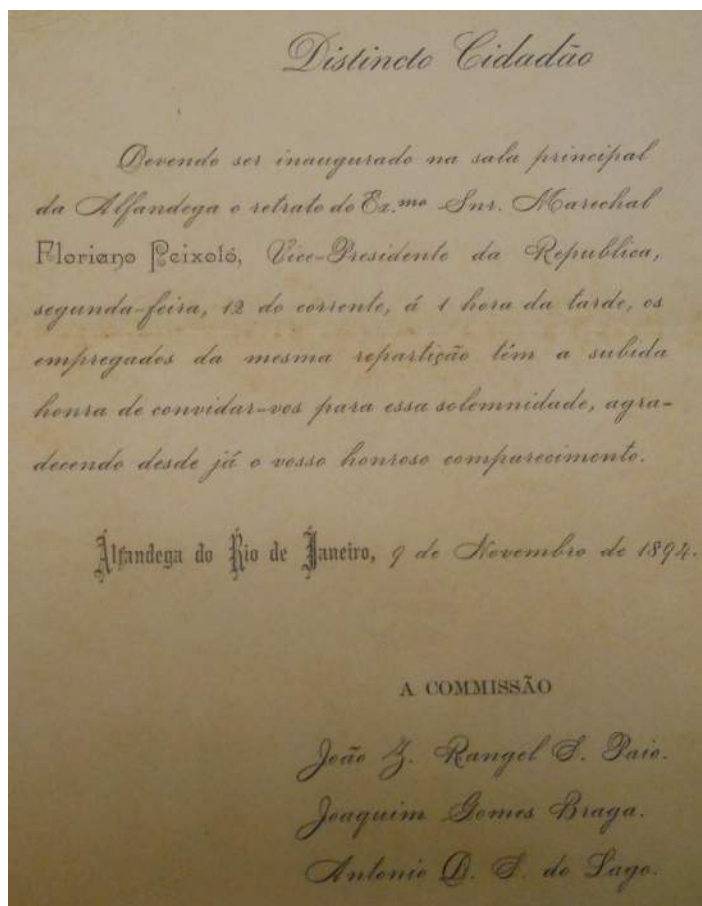 Distincto Cidadão
Devendo ser inaugurado na sala principal
da Alfandega o retrato do Ex.mo Snr. Marechal
Floriano Peixoto, Vice-Presidente da Republica,
segunda-feira, 12 do corrente, á 1 hora da tarde, os
empregados da mesma repartição têm a subida
honra de convidar-vos para essa solemnidade, agra-
decendo desde já o vosso honroso comparecimento.
Alfandega do Rio de Janeiro, 9 de Novembro de 1894.
A COMMISSÃO
João Z. Rangel S. Paio.
Joaquim Gomes Braga.
Antonio D. S. do Lago.